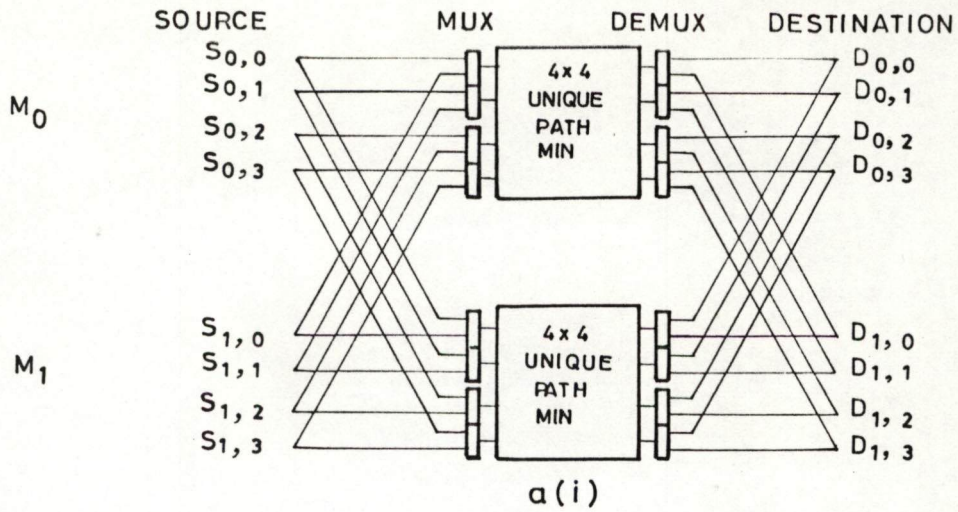 SOURCE MUX DEMUX DESTINATION
M0
S0,0
S0,1
S0,2
S0,3
4x4
UNIQUE
PATH
MIN
D0,0
D0,1
D0,2
D0,3
M1
S1,0
S1,1
S1,2
S1,3
4x4
UNIQUE
PATH
MIN
D1,0
D1,1
D1,2
D1,3
a(i)